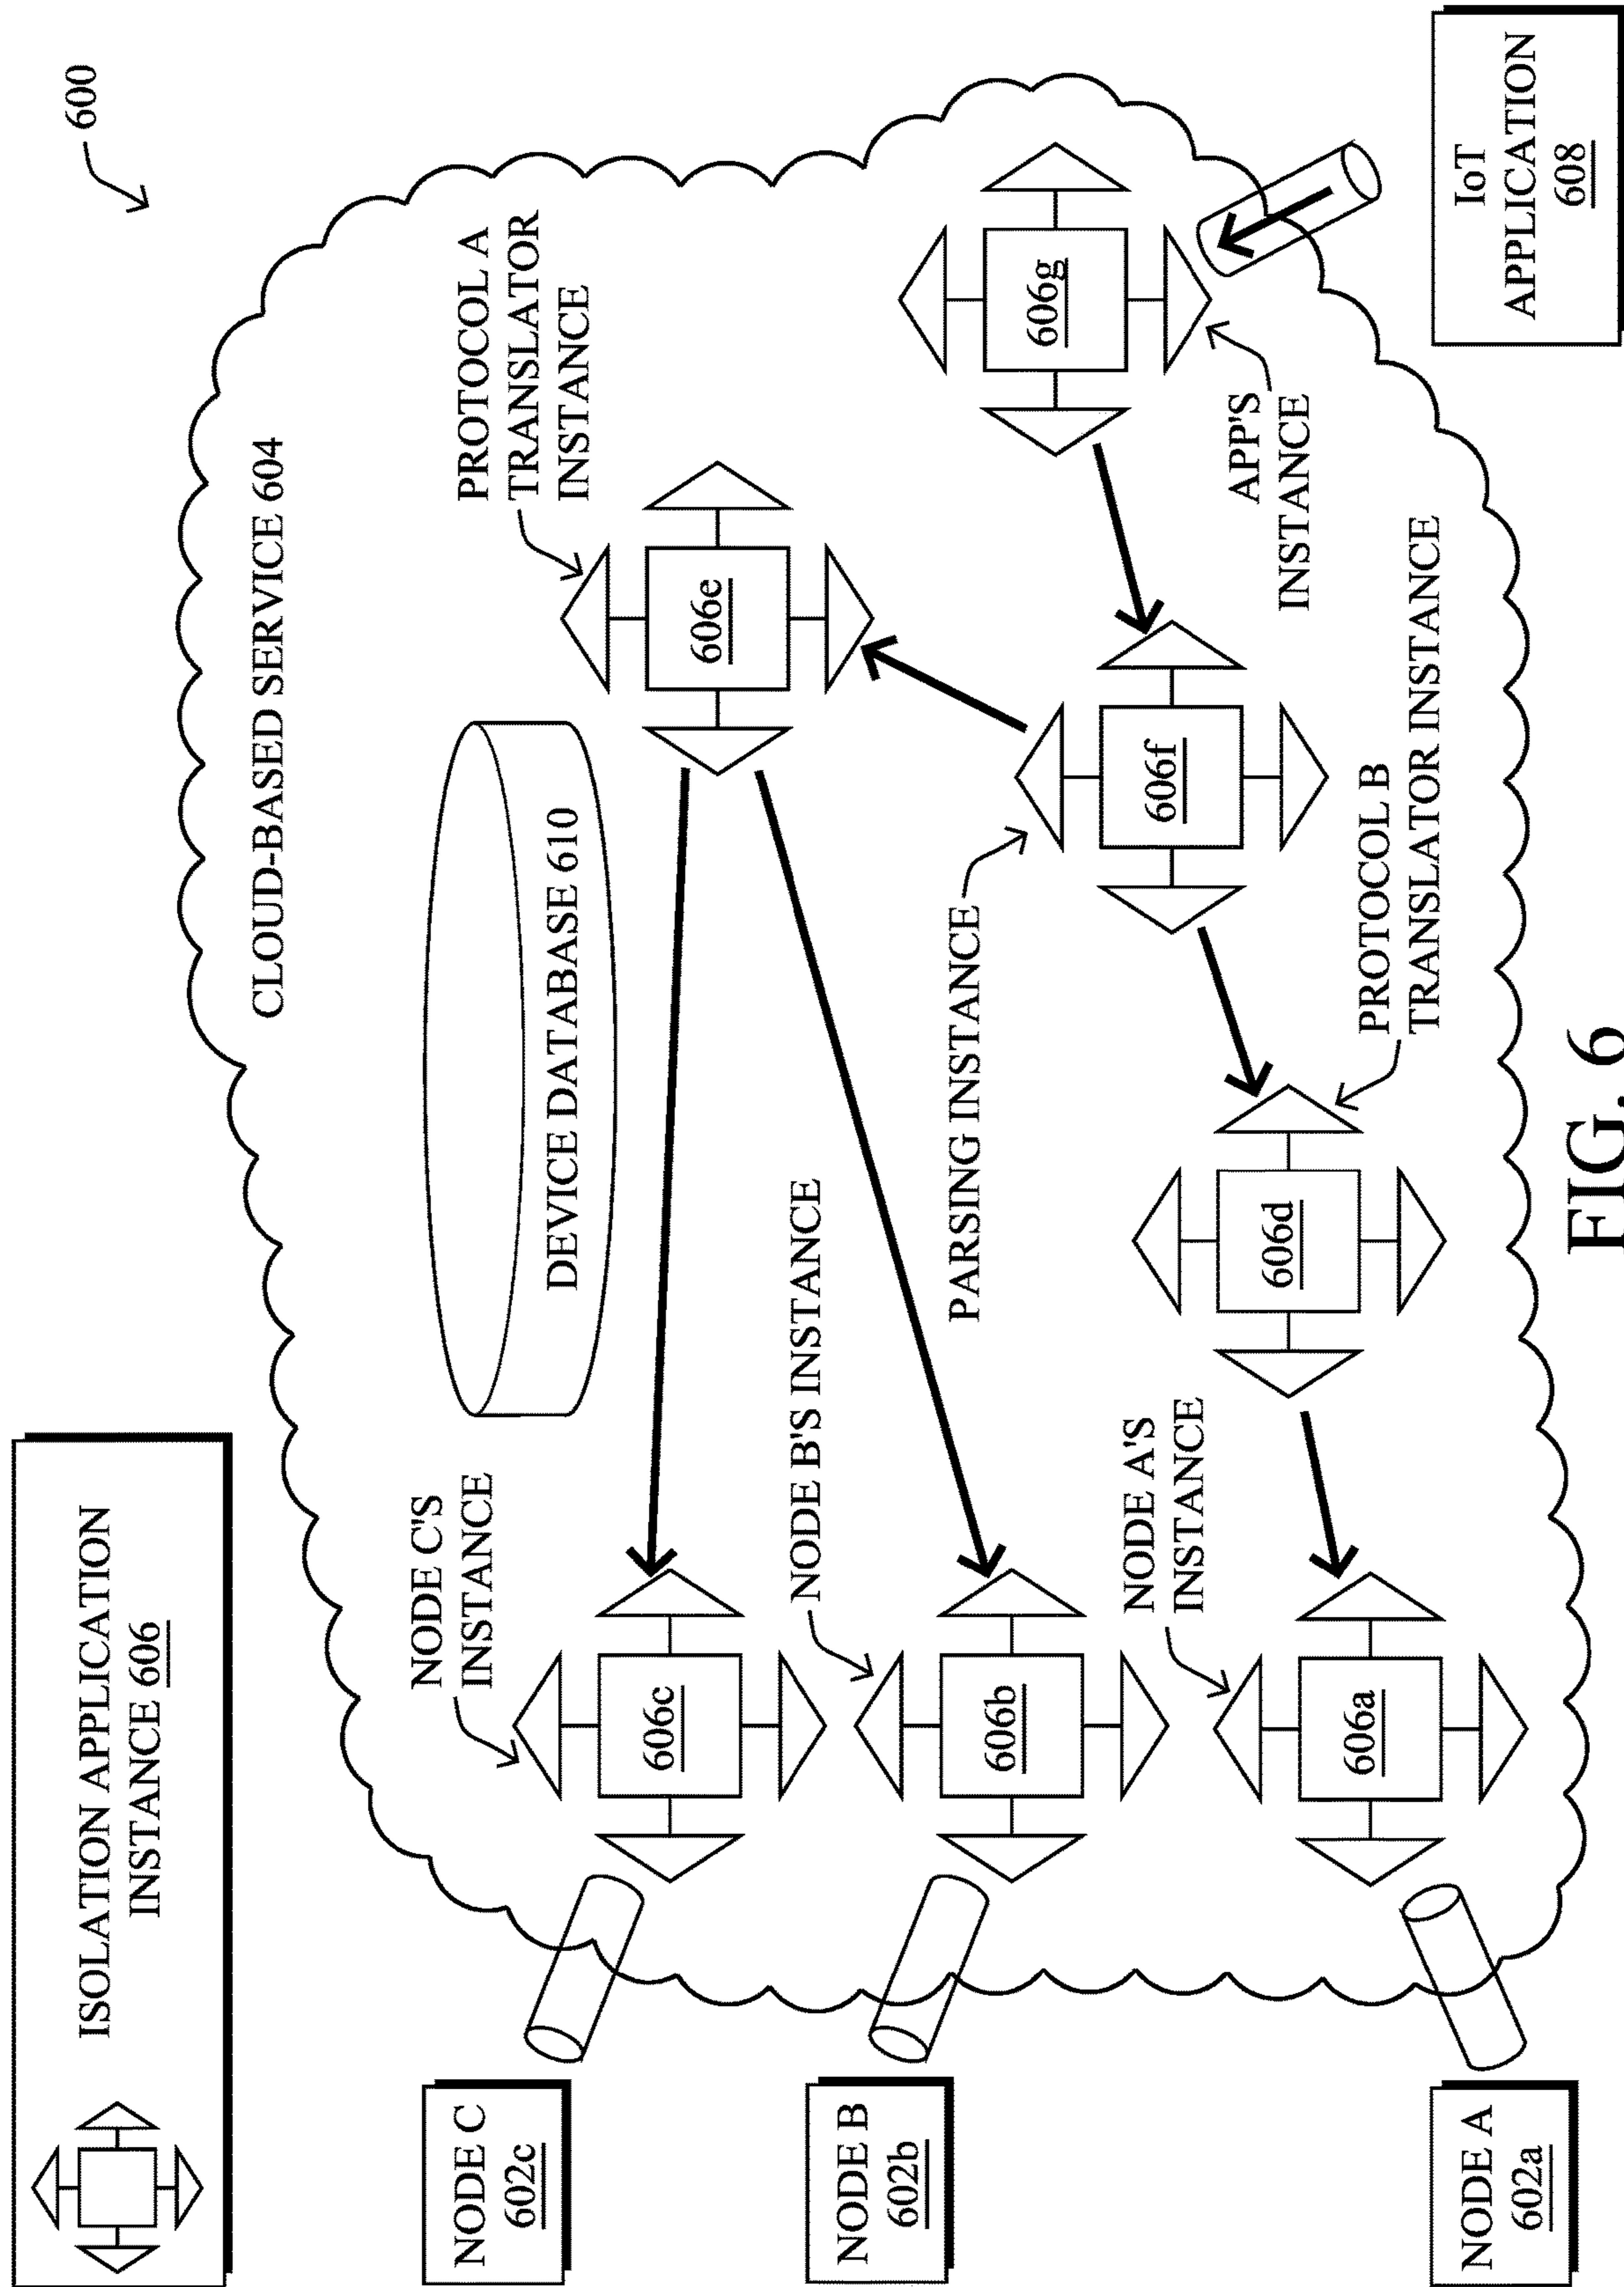 600
ISOLATION APPLICATION
INSTANCE 606
CLOUD-BASED SERVICE 604
PROTOCOL A
TRANSLATOR
INSTANCE
DEVICE DATABASE 610
NODE C'S
INSTANCE
NODE C
602c
606c
606e
NODE B'S INSTANCE
NODE B
602b
606b
PARSING INSTANCE
606f
606g
APP'S
INSTANCE
NODE A'S
INSTANCE
NODE A
602a
606a
606d
PROTOCOL B
TRANSLATOR INSTANCE
IoT
APPLICATION
608
FIG. 6